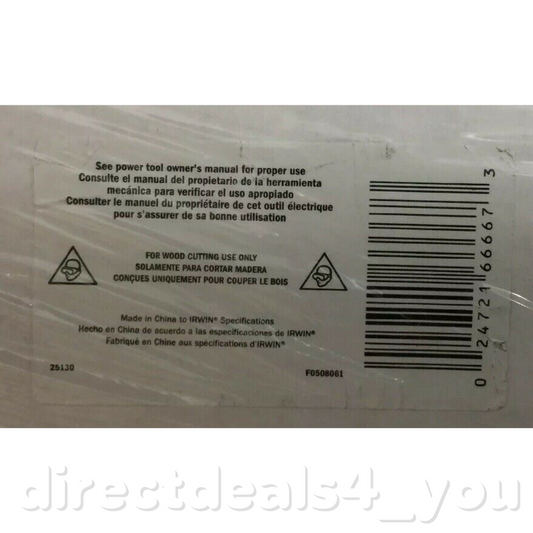 See power tool owner's manual for proper use
Consulte el manual del propietario de la herramienta
mecánica para verificar el uso apropiado
Consulter le manuel du propriétaire de cet outil électrique
pour s'assurer de sa bonne utilisation
FOR WOOD CUTTING USE ONLY
SOLAMENTE PARA CORTAR MADERA
CONÇUES UNIQUEMENT POUR COUPER LE BOIS
Made in China to IRWIN® Specifications
Hecho en China de acuerdo a las especificaciones de IRWIN®
Fabriqué en Chine aux spécifications d'IRWIN®
25130
F0508061
0 24721 66667 3
directdeals4_you